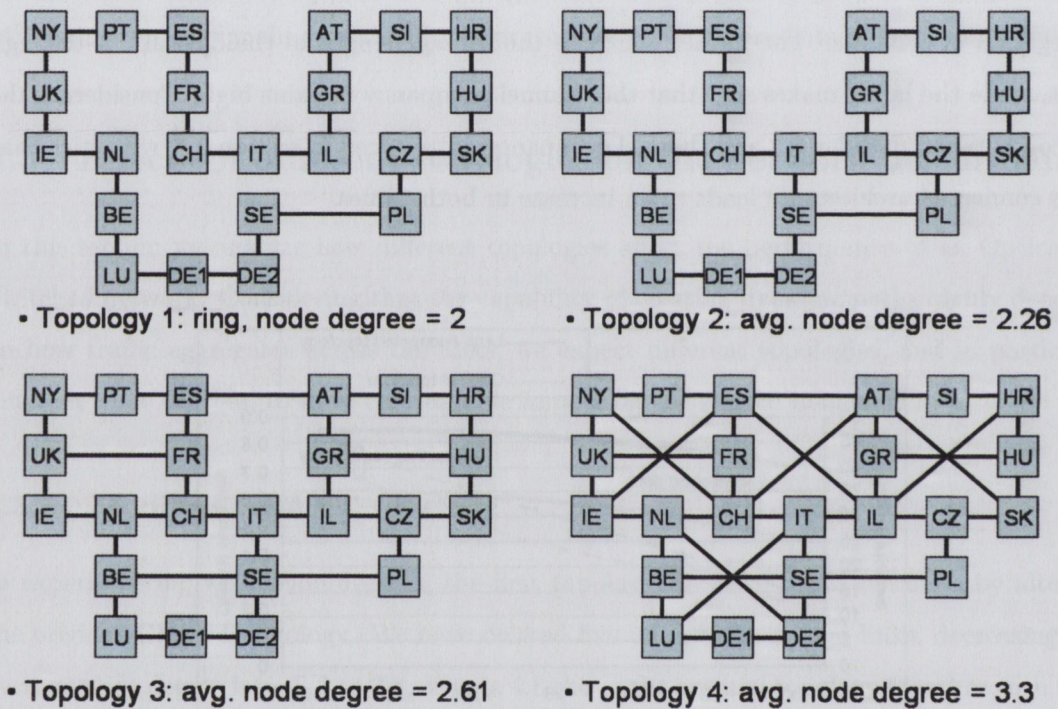 NY PT ES AT SI HR
UK FR GR HU
IE NL CH IT IL CZ SK
BE SE PL
LU DE1 DE2
• Topology 1: ring, node degree = 2
NY PT ES AT SI HR
UK FR GR HU
IE NL CH IT IL CZ SK
BE SE PL
LU DE1 DE2
• Topology 2: avg. node degree = 2.26
NY PT ES AT SI HR
UK FR GR HU
IE NL CH IT IL CZ SK
BE SE PL
LU DE1 DE2
• Topology 3: avg. node degree = 2.61
NY PT ES AT SI HR
UK FR GR HU
IE NL CH IT IL CZ SK
BE SE PL
LU DE1 DE2
• Topology 4: avg. node degree = 3.3